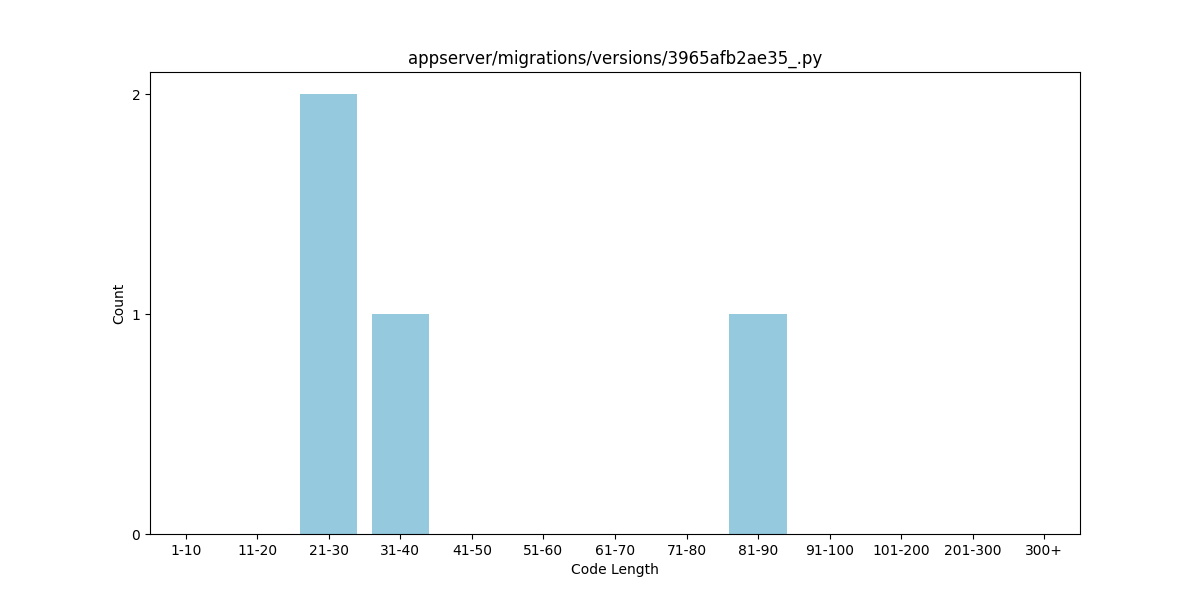 appserver/migrations/versions/3965afb2ae35_.py
2
1
0
Count
1-10 11-20 21-30 31-40 41-50 51-60 61-70 71-80 81-90 91-100 101-200 201-300 300+
Code Length